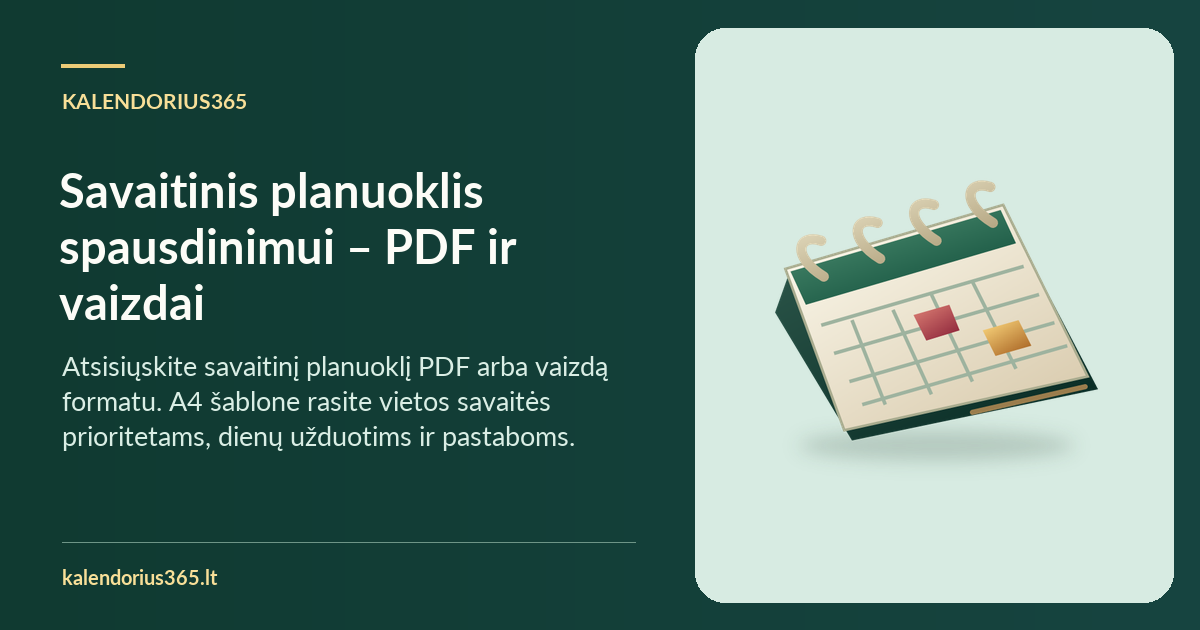 KALENDORIUS365
Savaitinis planuoklis
spausdinimui – PDF ir
vaizdai
Atsisiųskite savaitinį planuoklį PDF arba vaizdą
formatu. A4 šablone rasite vietos savaitės
prioritetams, dienų užduotims ir pastaboms.
kalendorius365.lt